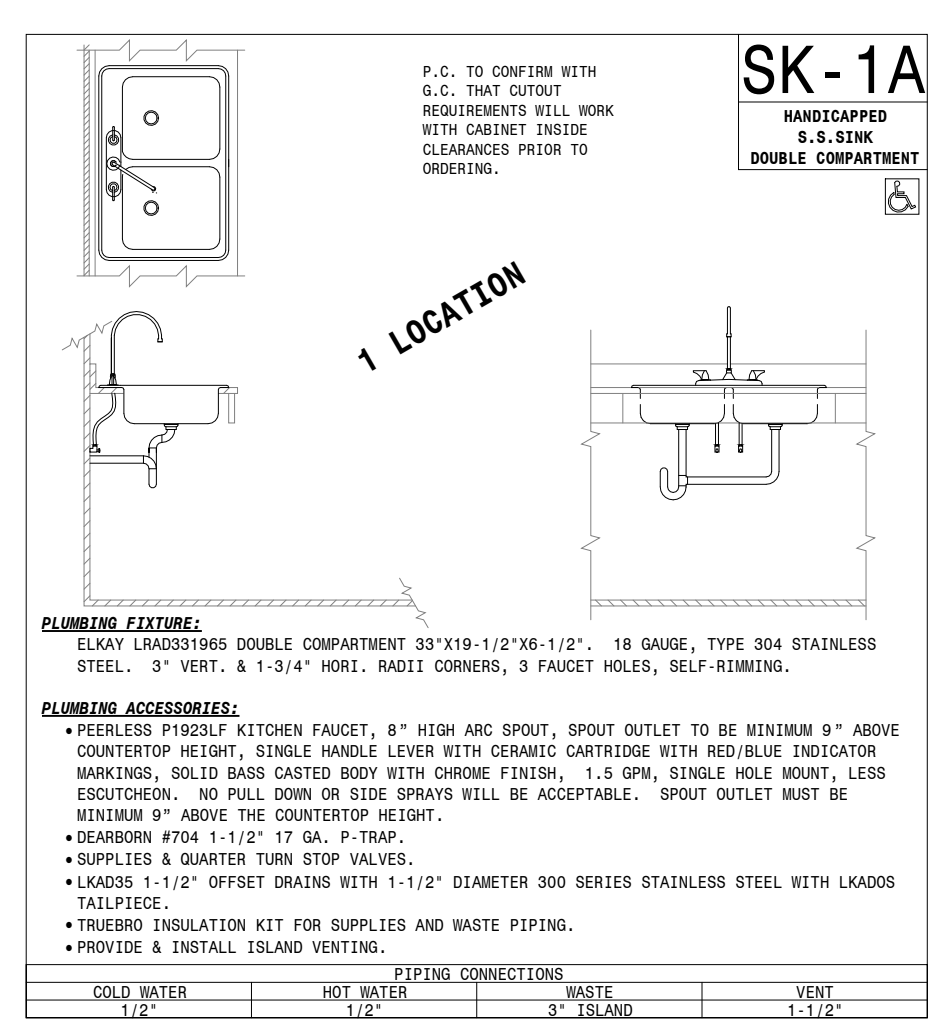 P.C. TO CONFIRM WITH
G.C. THAT CUTOUT
REQUIREMENTS WILL WORK
WITH CABINET INSIDE
CLEARANCES PRIOR TO
ORDERING.
SK-1A
HANDICAPPED
S.S.SINK
DOUBLE COMPARTMENT
1 LOCATION
PLUMBING FIXTURE:
ELKAY LRAD331965 DOUBLE COMPARTMENT 33"X19-1/2"X6-1/2". 18 GAUGE, TYPE 304 STAINLESS
STEEL. 3" VERT. & 1-3/4" HORI. RADII CORNERS, 3 FAUCET HOLES, SELF-RIMMING.
PLUMBING ACCESSORIES:
• PEERLESS P1923LF KITCHEN FAUCET, 8” HIGH ARC SPOUT, SPOUT OUTLET TO BE MINIMUM 9” ABOVE
COUNTERTOP HEIGHT, SINGLE HANDLE LEVER WITH CERAMIC CARTRIDGE WITH RED/BLUE INDICATOR
MARKINGS, SOLID BASS CASTED BODY WITH CHROME FINISH, 1.5 GPM, SINGLE HOLE MOUNT, LESS
ESCUTCHEON. NO PULL DOWN OR SIDE SPRAYS WILL BE ACCEPTABLE. SPOUT OUTLET MUST BE
MINIMUM 9” ABOVE THE COUNTERTOP HEIGHT.
• DEARBORN #704 1-1/2" 17 GA. P-TRAP.
• SUPPLIES & QUARTER TURN STOP VALVES.
• LKAD35 1-1/2" OFFSET DRAINS WITH 1-1/2" DIAMETER 300 SERIES STAINLESS STEEL WITH LKADOS
TAILPIECE.
• TRUEBRO INSULATION KIT FOR SUPPLIES AND WASTE PIPING.
• PROVIDE & INSTALL ISLAND VENTING.
PIPING CONNECTIONS
COLD WATER HOT WATER WASTE VENT
1/2" 1/2" 3" ISLAND 1-1/2"